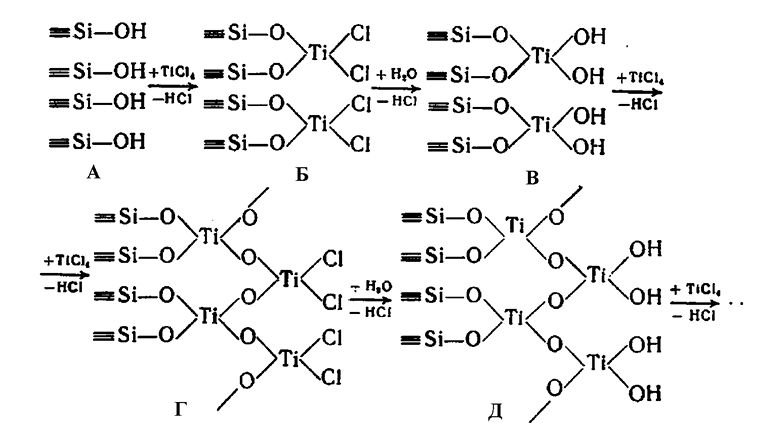 ≡Si—OH ≡Si—O Cl ≡Si—O OH
Ti Ti
≡Si—OH +TiCl₄ ≡Si—O Cl +H₂O ≡Si—O OH +TiCl₄
≡Si—OH —HCl ≡Si—O Cl —HCl ≡Si—O OH —HCl
Ti Ti
≡Si—OH ≡Si—O Cl ≡Si—O OH
А Б В
≡Si—O O ≡Si—O O
Ti Ti
+TiCl₄ ≡Si—O O Cl ≡Si—O O OH
—HCl Ti + H₂O Ti + TiCl₄
≡Si—O O Cl — HCl ≡Si—O O OH — HCl ··
Ti Ti
≡Si—O O Cl ≡Si—O O OH
Ti Ti
O Cl O OH
Г Д